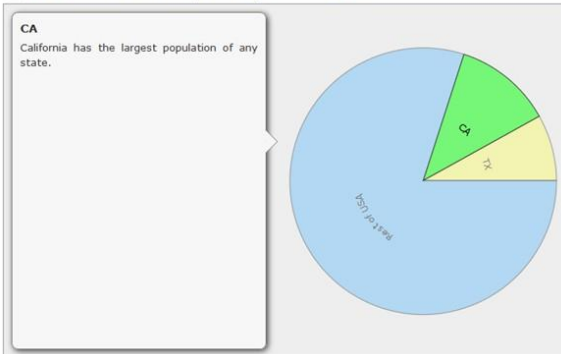 CA
California has the largest population of any
state.
CA
TX
Rest of USA